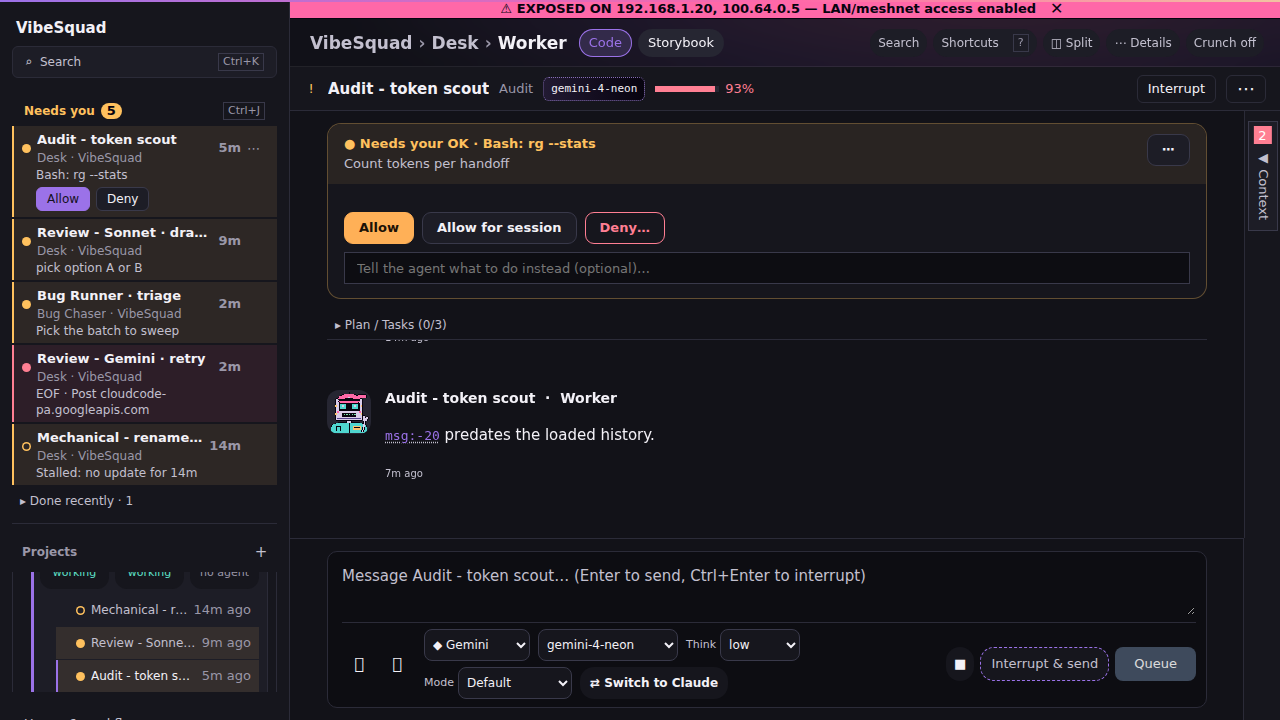 ⚠ EXPOSED ON 192.168.1.20, 100.64.0.5 — LAN/meshnet access enabled ✕
VibeSquad
Search Ctrl+K
Needs you 5 Ctrl+J
Audit - token scout 5m ⋯
Desk · VibeSquad
Bash: rg --stats
Allow Deny
Review - Sonnet · dra… 9m
Desk · VibeSquad
pick option A or B
Bug Runner · triage 2m
Bug Chaser · VibeSquad
Pick the batch to sweep
Review - Gemini · retry 2m
Desk · VibeSquad
EOF · Post cloudcode-
pa.googleapis.com
Mechanical - rename… 14m
Desk · VibeSquad
Stalled: no update for 14m
▸ Done recently · 1
Projects +
working working no agent
Mechanical - r… 14m ago
Review - Sonne… 9m ago
Audit - token s… 5m ago
VibeSquad › Desk › Worker Code Storybook Search Shortcuts ? ◫ Split ⋯ Details Crunch off
! Audit - token scout Audit gemini-4-neon 93% Interrupt ⋯
● Needs your OK · Bash: rg --stats ⋯
Count tokens per handoff
Allow Allow for session Deny…
Tell the agent what to do instead (optional)…
▸ Plan / Tasks (0/3)
Audit - token scout · Worker
msg:-20 predates the loaded history.
7m ago
2 ◀ Context
Message Audit - token scout… (Enter to send, Ctrl+Enter to interrupt)
◆ Gemini gemini-4-neon Think low
Mode Default ⇄ Switch to Claude
■ Interrupt & send Queue